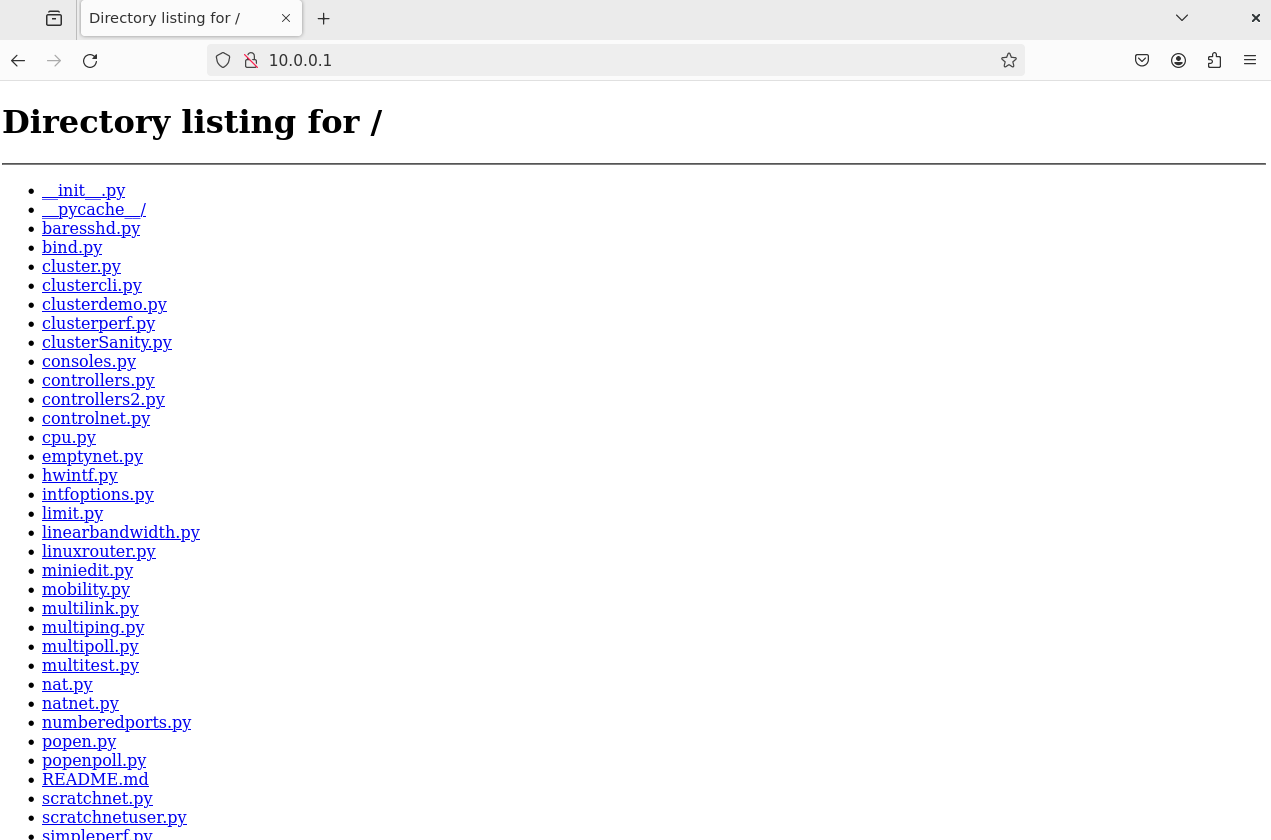 Directory listing for /
10.0.0.1
Directory listing for /
__init__.py
__pycache__/
baresshd.py
bind.py
cluster.py
clustercli.py
clusterdemo.py
clusterperf.py
clusterSanity.py
consoles.py
controllers.py
controllers2.py
controlnet.py
cpu.py
emptynet.py
hwintf.py
intfoptions.py
limit.py
linearbandwidth.py
linuxrouter.py
miniedit.py
mobility.py
multilink.py
multiping.py
multipoll.py
multitest.py
nat.py
natnet.py
numberedports.py
popen.py
popenpoll.py
README.md
scratchnet.py
scratchnetuser.py
simpleperf.py